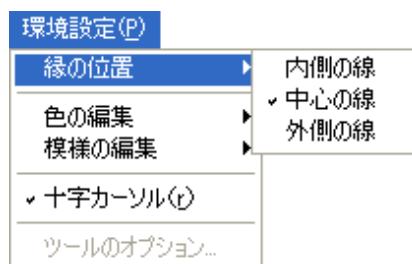 環境設定(P)
縁の位置
内側の線
中心の線
外側の線
色の編集
模様の編集
十字カーソル(r)
ツールのオプション...